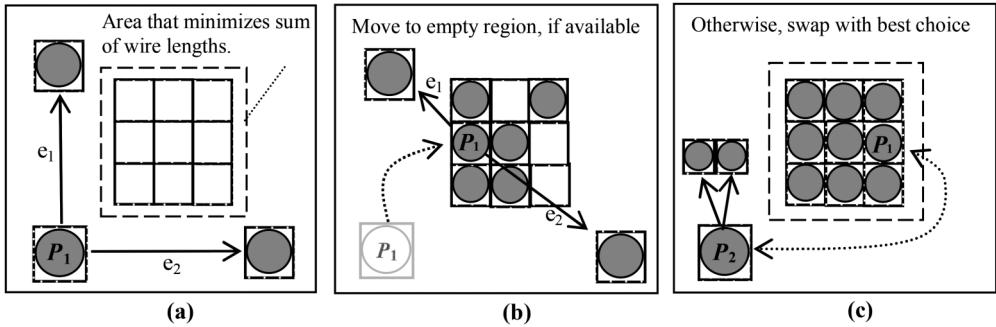 Area that minimizes sum
of wire lengths.
e1
P1
e2
(a)
Move to empty region, if available
e1
P1
e2
P1
(b)
Otherwise, swap with best choice
P1
P2
(c)